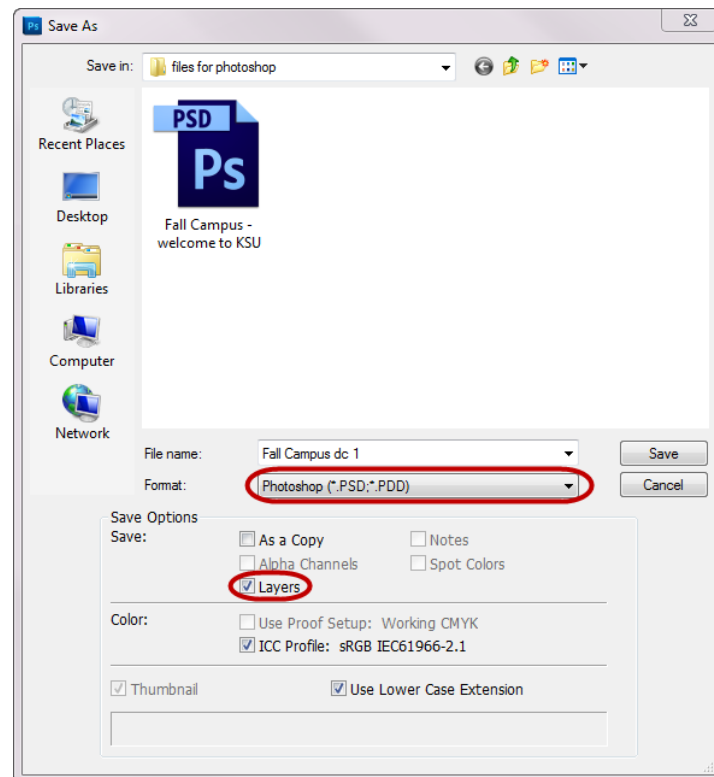 Ps Save As
Save in: files for photoshop
Recent Places
Desktop
Libraries
Computer
Network
PSD
Ps
Fall Campus -
welcome to KSU
File name: Fall Campus dc 1 Save
Format: Photoshop (*.PSD;*.PDD) Cancel
Save Options
Save: As a Copy Notes
Alpha Channels Spot Colors
Layers
Color: Use Proof Setup: Working CMYK
ICC Profile: sRGB IEC61966-2.1
Thumbnail Use Lower Case Extension